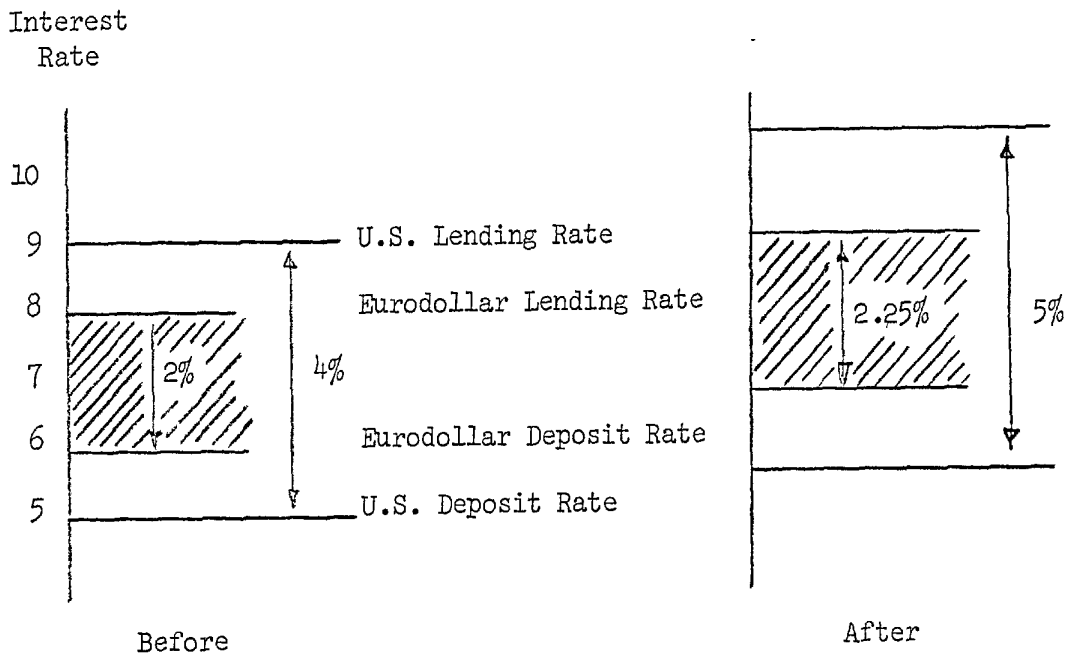 Interest
Rate
10
9
8
7
6
5
U.S. Lending Rate
Eurodollar Lending Rate
2%
4%
Eurodollar Deposit Rate
U.S. Deposit Rate
Before
2.25%
5%
After